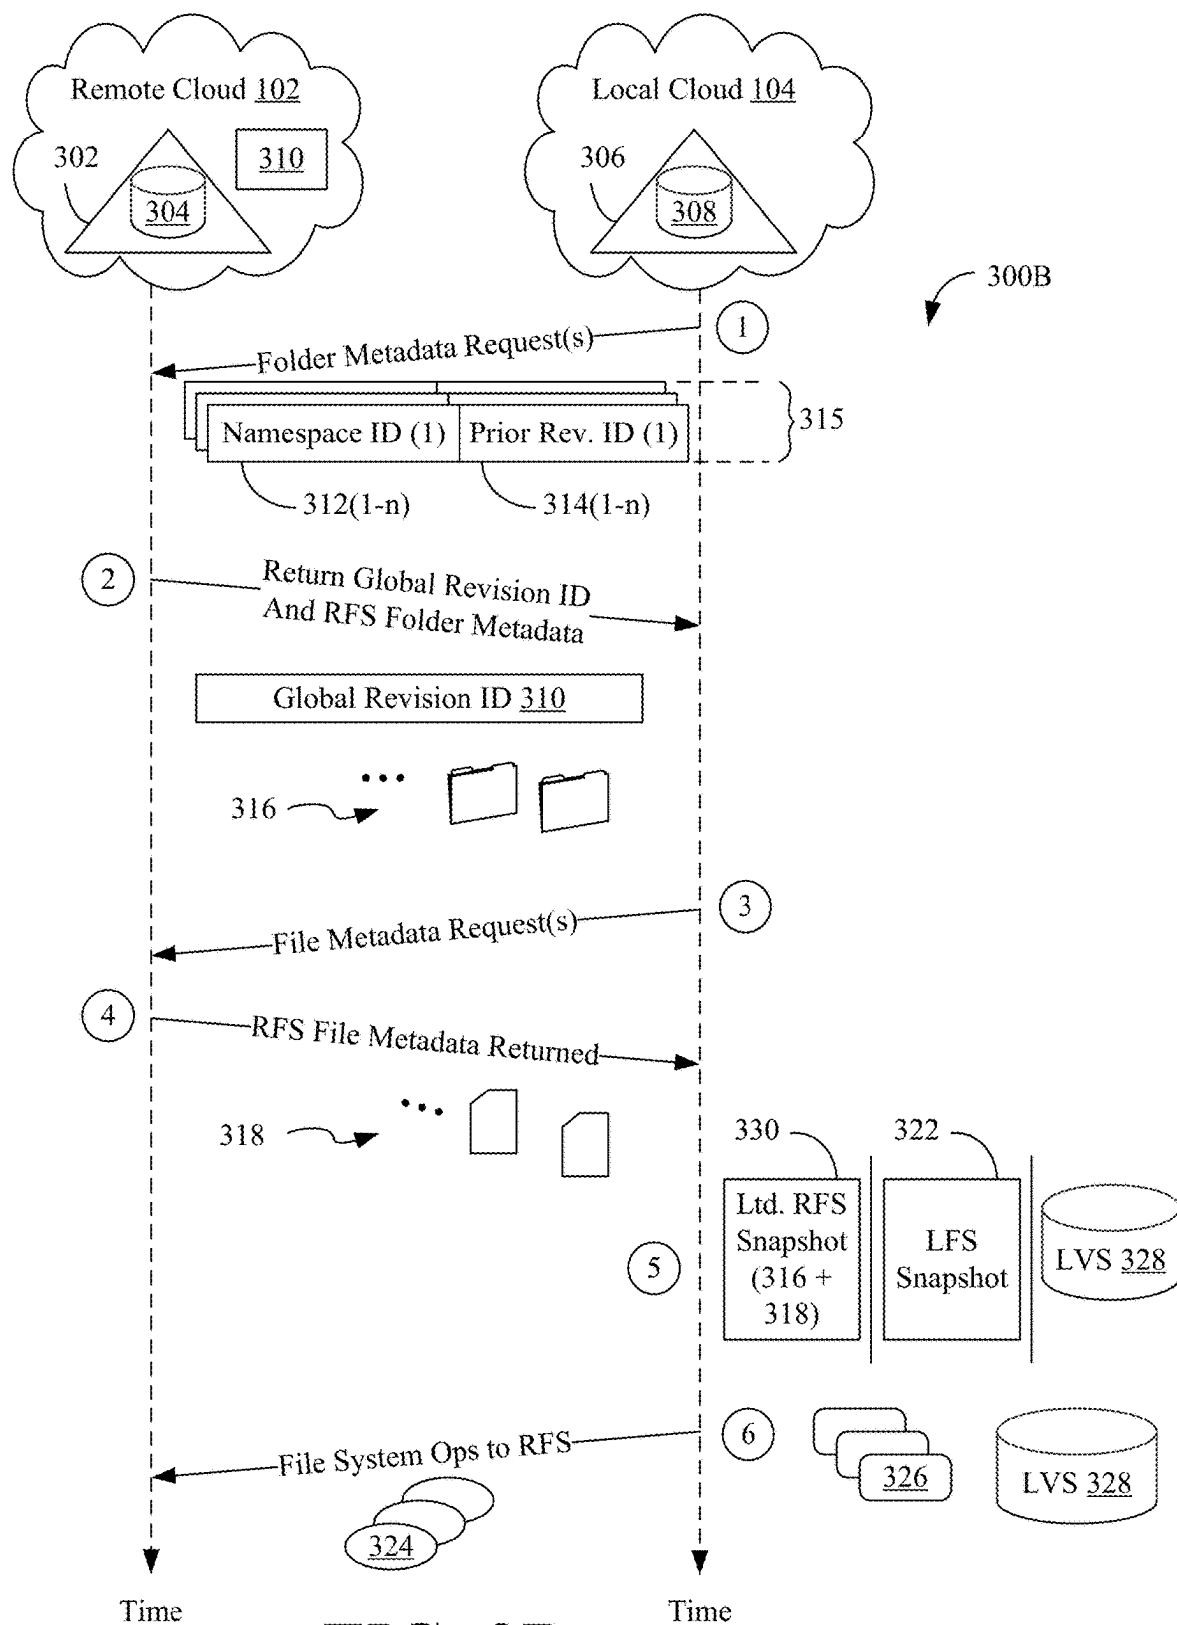 Remote Cloud 102
Local Cloud 104
302
310
304
306
308
300B
1
Folder Metadata Request(s)
Namespace ID (1)
Prior Rev. ID (1)
315
312(1-n)
314(1-n)
2
Return Global Revision ID
And RFS Folder Metadata
Global Revision ID 310
316
3
File Metadata Request(s)
4
RFS File Metadata Returned
318
330
322
Ltd. RFS
Snapshot
(316 +
318)
LFS
Snapshot
LVS 328
5
6
File System Ops to RFS
326
LVS 328
324
Time
Time